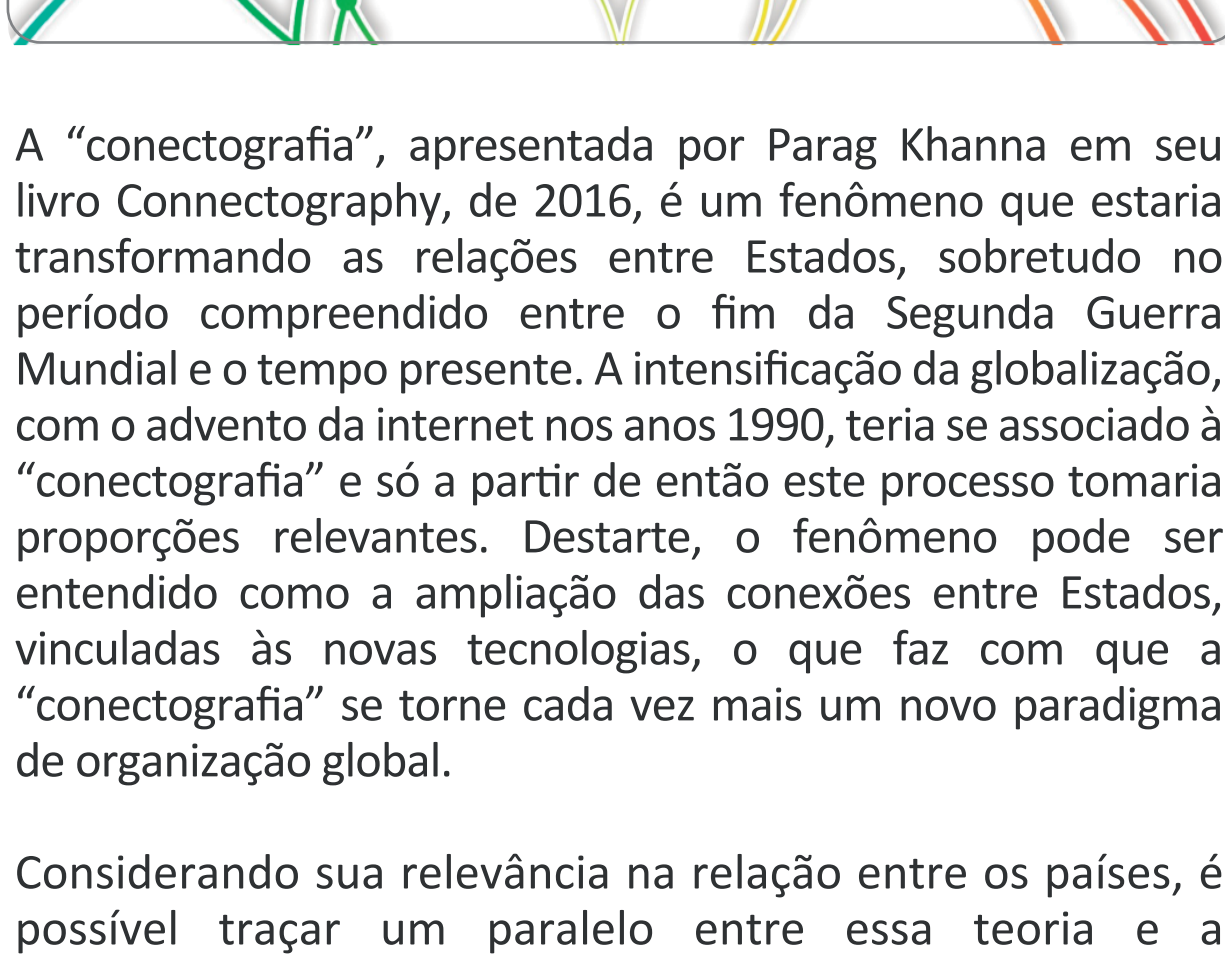 A “conectografia”, apresentada por Parag Khanna em seu
livro Connectography, de 2016, é um fenômeno que estaria
transformando as relações entre Estados, sobretudo no
período compreendido entre o fim da Segunda Guerra
Mundial e o tempo presente. A intensificação da globalização,
com o advento da internet nos anos 1990, teria se associado à
“conectografia” e só a partir de então este processo tomaria
proporções relevantes. Destarte, o fenômeno pode ser
entendido como a ampliação das conexões entre Estados,
vinculadas às novas tecnologias, o que faz com que a
“conectografia” se torne cada vez mais um novo paradigma
de organização global.
Considerando sua relevância na relação entre os países, é
possível traçar um paralelo entre essa teoria e a